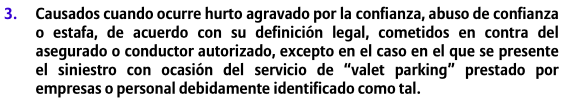 3. Causados cuando ocurre hurto agravado por la confianza, abuso de confianza
o estafa, de acuerdo con su definición legal, cometidos en contra del
asegurado o conductor autorizado, excepto en el caso en el que se presente
el siniestro con ocasión del servicio de “valet parking” prestado por
empresas o personal debidamente identificado como tal.